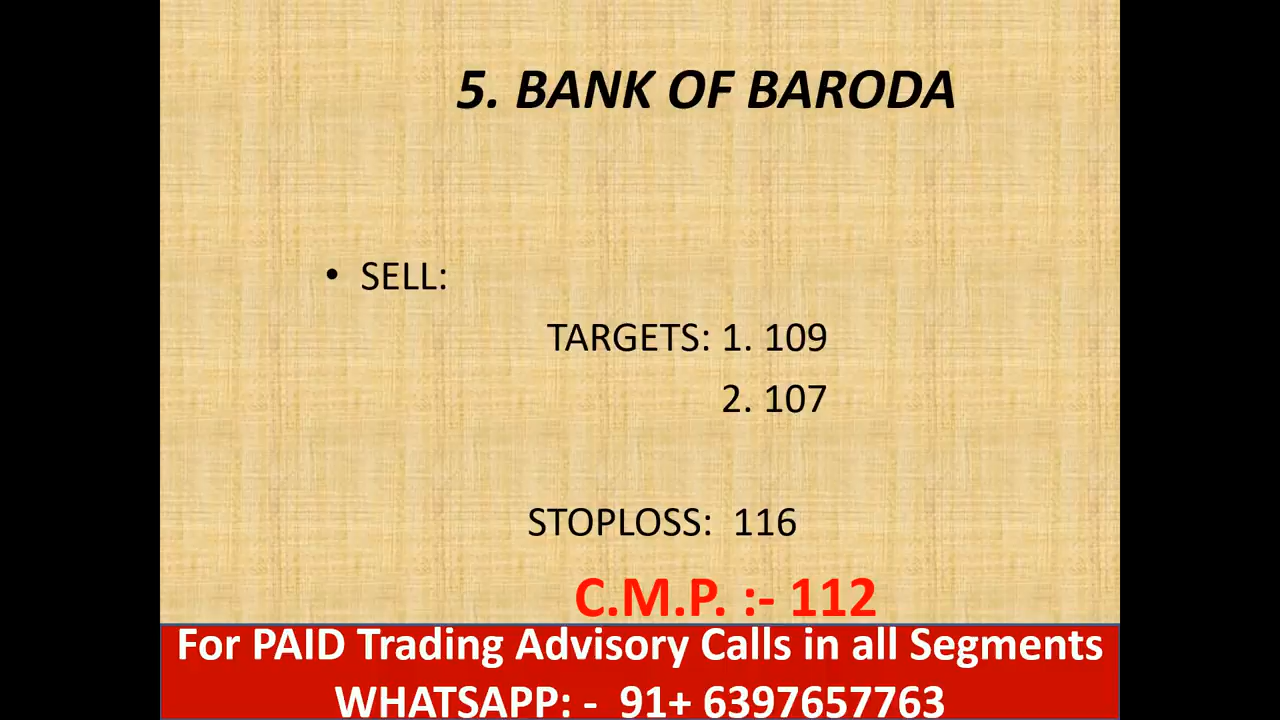 5. BANK OF BARODA
• SELL:
TARGETS: 1. 109
2. 107
STOPLOSS: 116
C.M.P. :- 112
For PAID Trading Advisory Calls in all Segments
WHATSAPP: - 91+ 6397657763